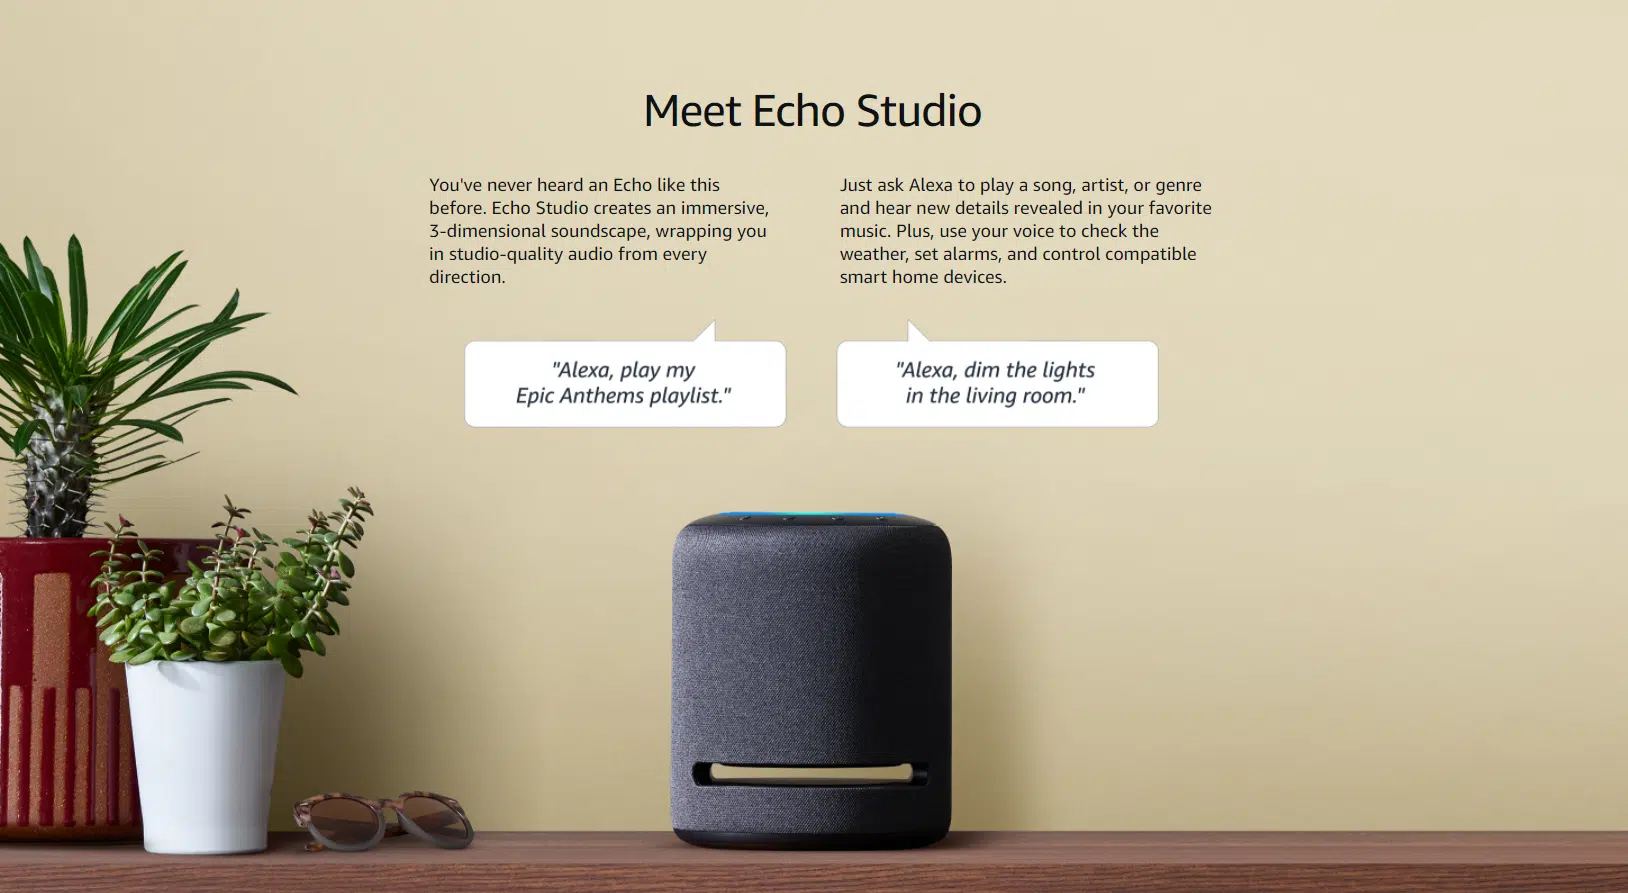 Meet Echo Studio
You've never heard an Echo like this
before. Echo Studio creates an immersive,
3-dimensional soundscape, wrapping you
in studio-quality audio from every
direction.
Just ask Alexa to play a song, artist, or genre
and hear new details revealed in your favorite
music. Plus, use your voice to check the
weather, set alarms, and control compatible
smart home devices.
"Alexa, play my
Epic Anthems playlist."
"Alexa, dim the lights
in the living room."